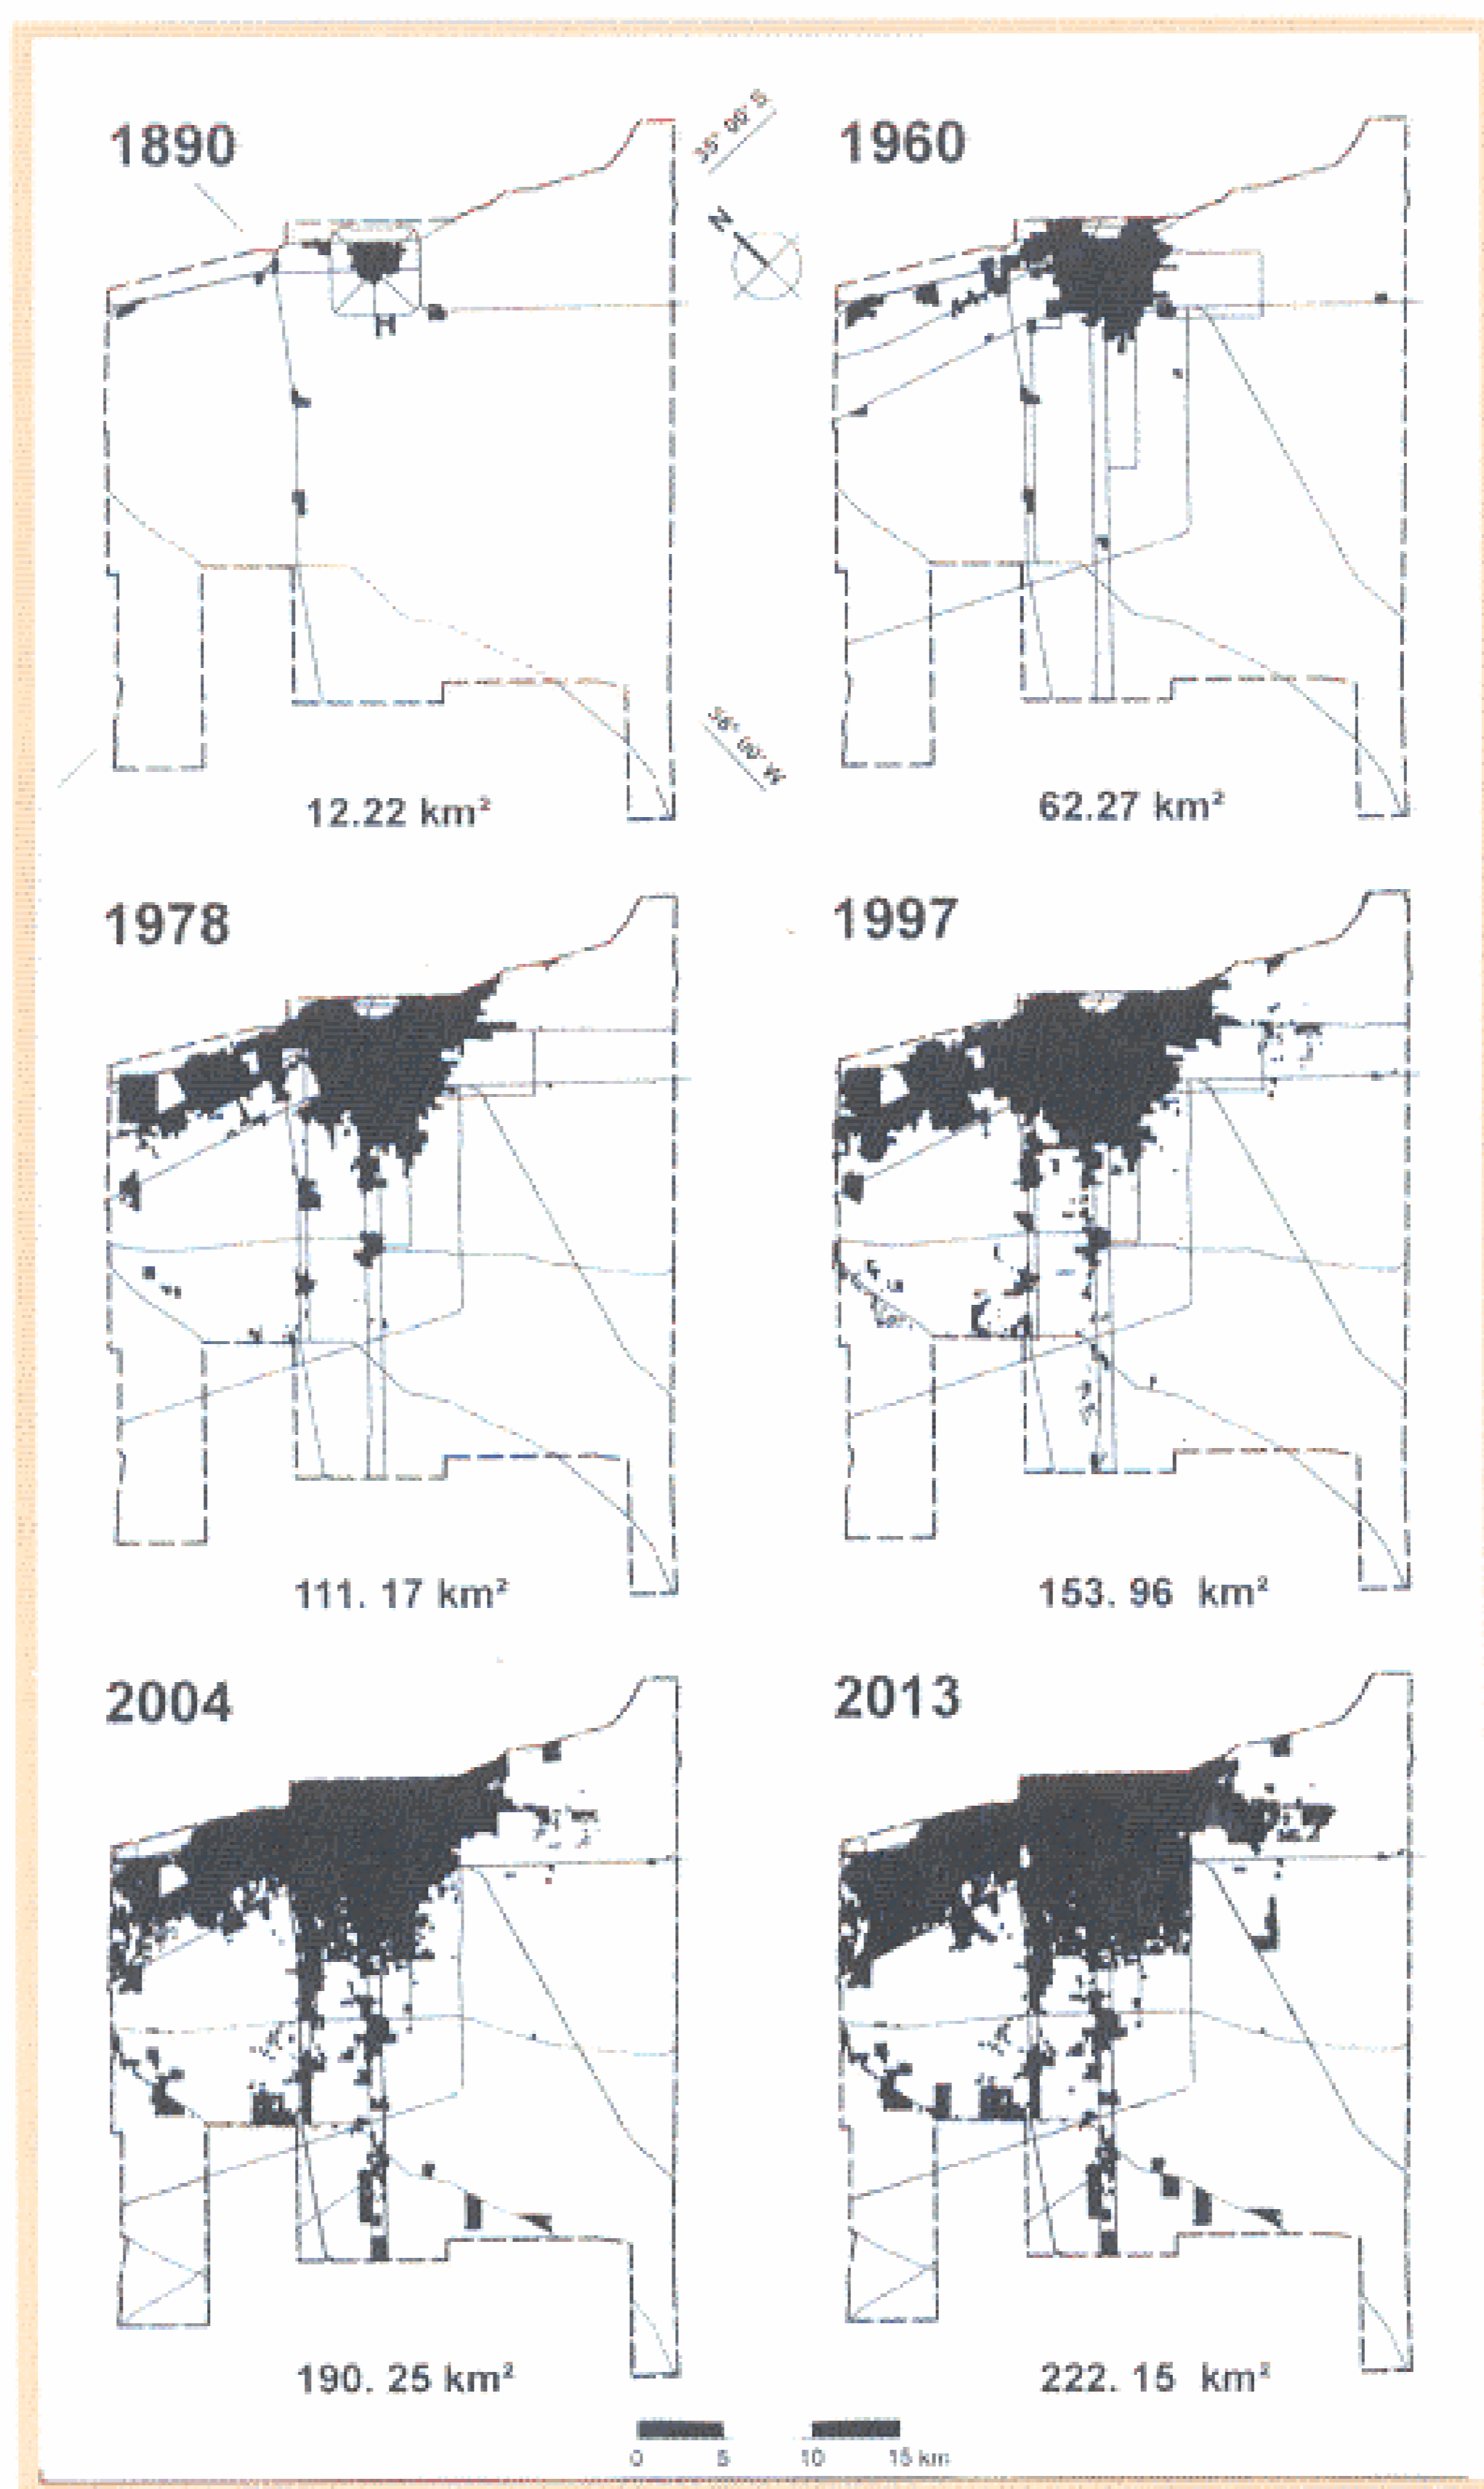 1890
35° 00' S
1960
N
H
58° 00' W
12.22 km²
62.27 km²
1978
1997
111. 17 km²
153. 96 km²
2004
2013
190. 25 km²
222. 15 km²
0 5 10 15 km